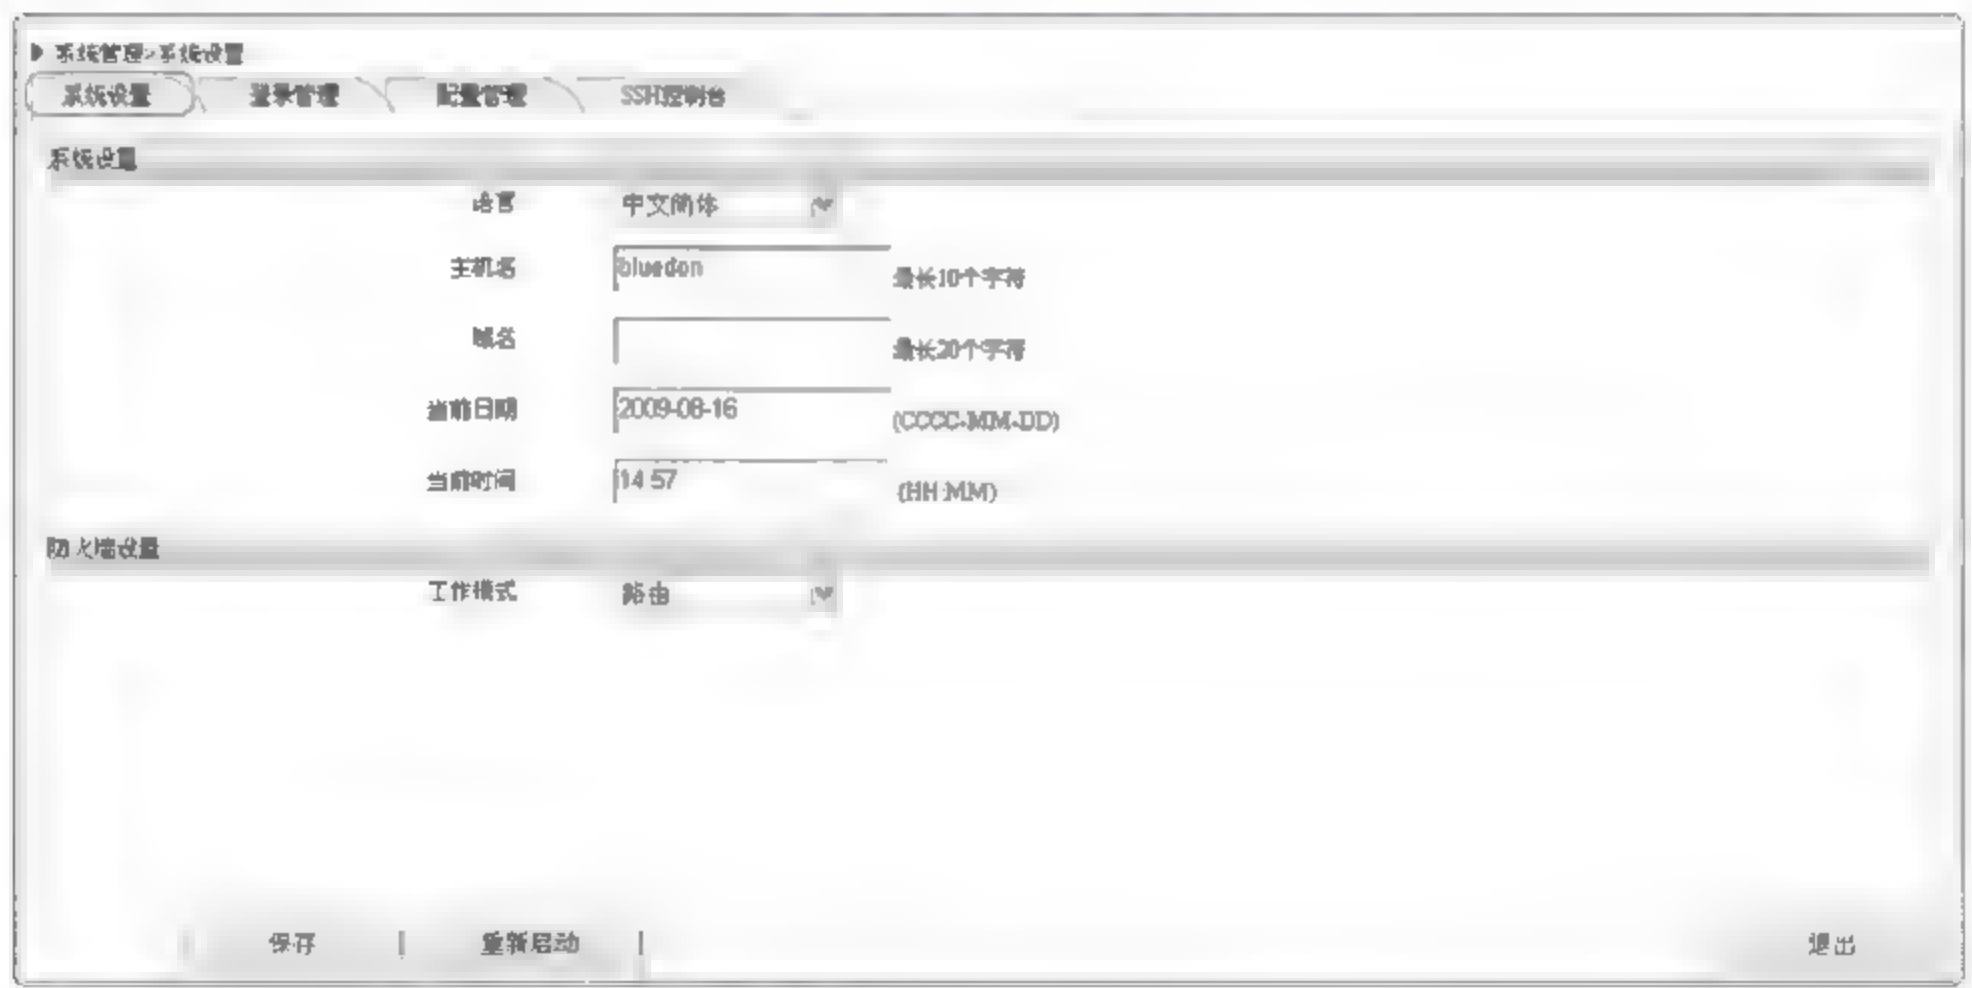 系统管理>系统设置
系统设置 登录管理 配置管理 SSH控制台
系统设置
语言 中文简体
主机名 bluedon 最长10个字符
域名 最长20个字符
当前日期 2009-08-16 (CCCC-MM-DD)
当前时间 14:57 (HH:MM)
防火墙设置
工作模式 路由
保存 | 重新启动 |
退出